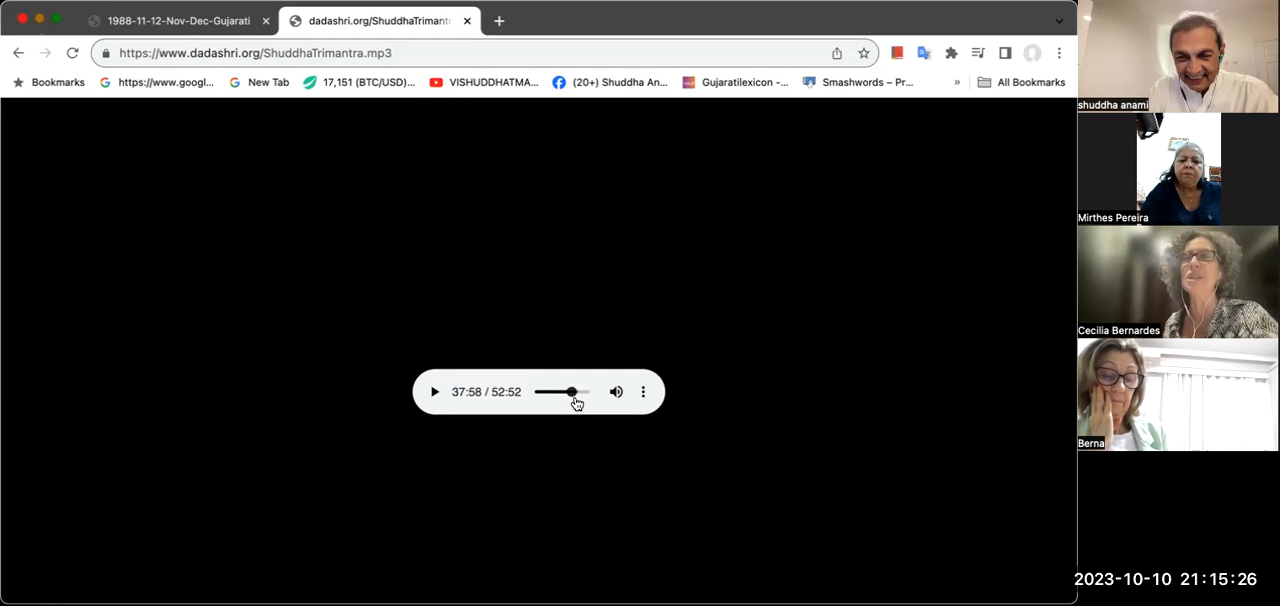 1988-11-12-Nov-Dec-Gujarati
dadashri.org/ShuddhaTrimantr
https://www.dadashri.org/ShuddhaTrimantra.mp3
Bookmarks
https://www.googl...
New Tab
17,151 (BTC/USD)...
VISHUDDHATMA...
(20+) Shuddha An...
Gujaratilexicon -...
Smashwords – Pr...
»
All Bookmarks
shuddha anami
Mirthes Pereira
Cecilia Bernardes
37:58 / 52:52
Berna
2023-10-10 21:15:26